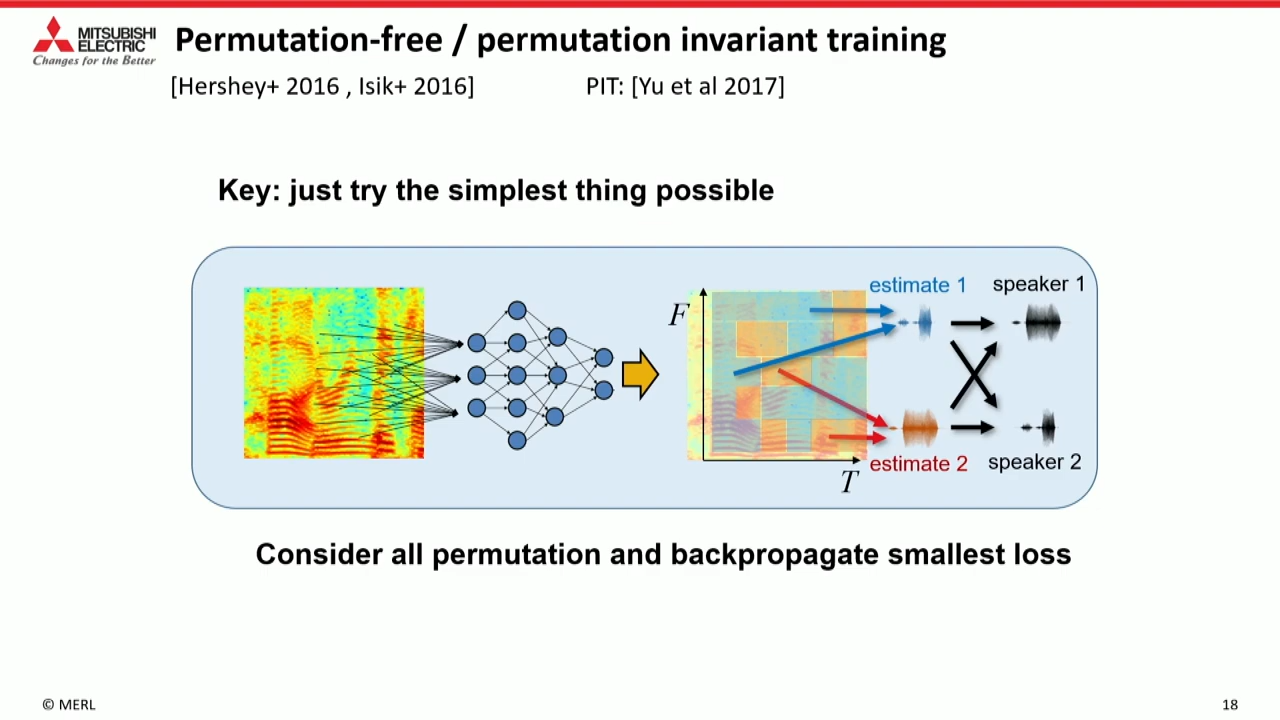 MITSUBISHI
ELECTRIC
Changes for the Better
Permutation-free / permutation invariant training
[Hershey+ 2016 , Isik+ 2016]
PIT: [Yu et al 2017]
Key: just try the simplest thing possible
estimate 1
speaker 1
F
estimate 2
speaker 2
T
Consider all permutation and backpropagate smallest loss
© MERL
18